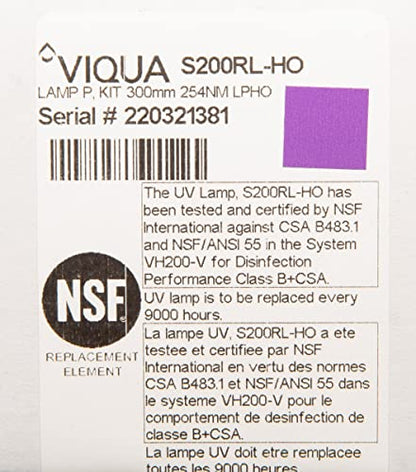 VIQUA S200RL-HO
LAMP P, KIT 300mm 254NM LPHO
Serial # 220321381
The UV Lamp, S200RL-HO has
been tested and certified by NSF
International against CSA B483.1
and NSF/ANSI 55 in the System
VH200-V for Disinfection
Performance Class B+CSA.
NSF®
REPLACEMENT
ELEMENT
UV lamp is to be replaced every
9000 hours.
La lampe UV, S200RL-HO a ete
testee et certifiee par NSF
International en vertu des normes
CSA B483.1 et NSF/ANSI 55 dans
le systeme VH200-V pour le
comportement de desinfection de
classe B+CSA.
La lampe UV doit etre remplacee
toutes les 9000 heures